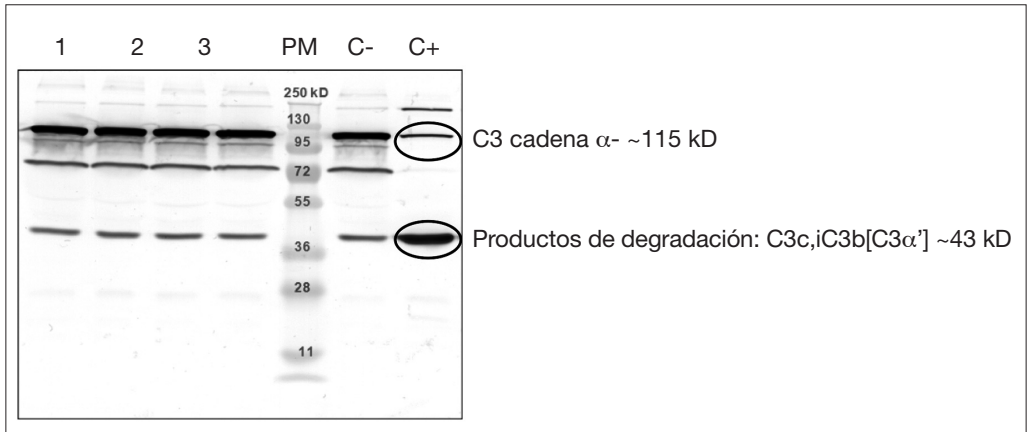 1 2 3 PM C- C+
250 kD
130
95
72
55
36
28
11
C3 cadena α- ~115 kD
Productos de degradación: C3c,iC3b[C3α’] ~43 kD